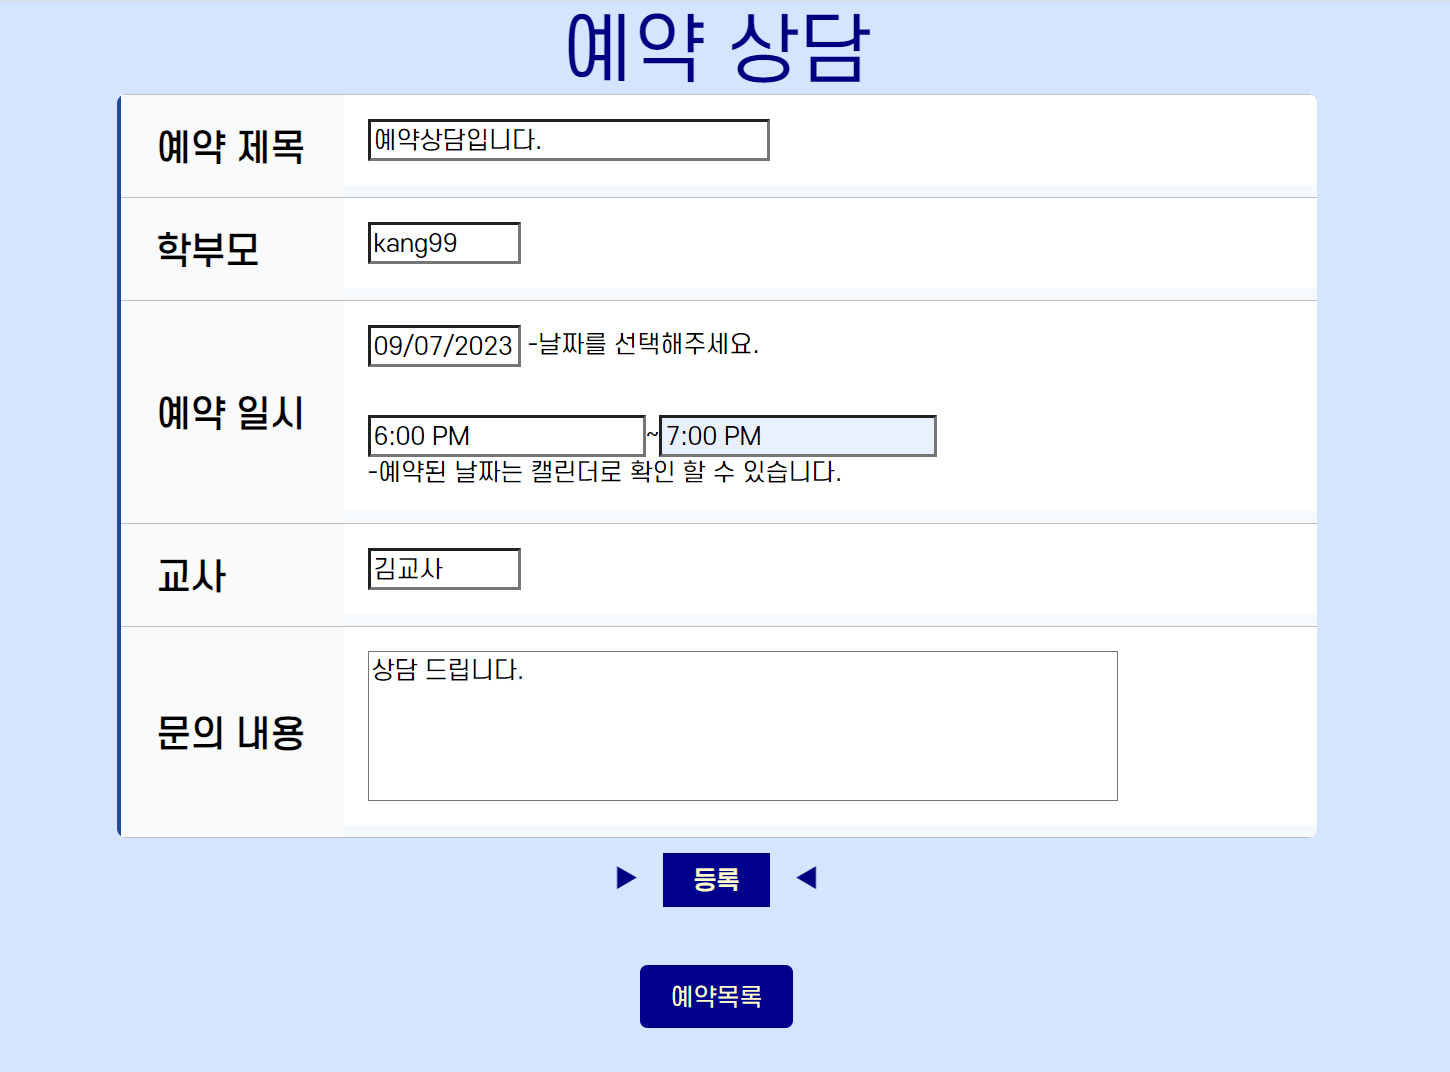 예약 상담
예약 제목
예약상담입니다.
학부모
kang99
예약 일시
09/07/2023 -날짜를 선택해주세요.
6:00 PM ~ 7:00 PM
-예약된 날짜는 캘린더로 확인 할 수 있습니다.
교사
김교사
문의 내용
상담 드립니다.
▶ 등록 ◀
예약목록